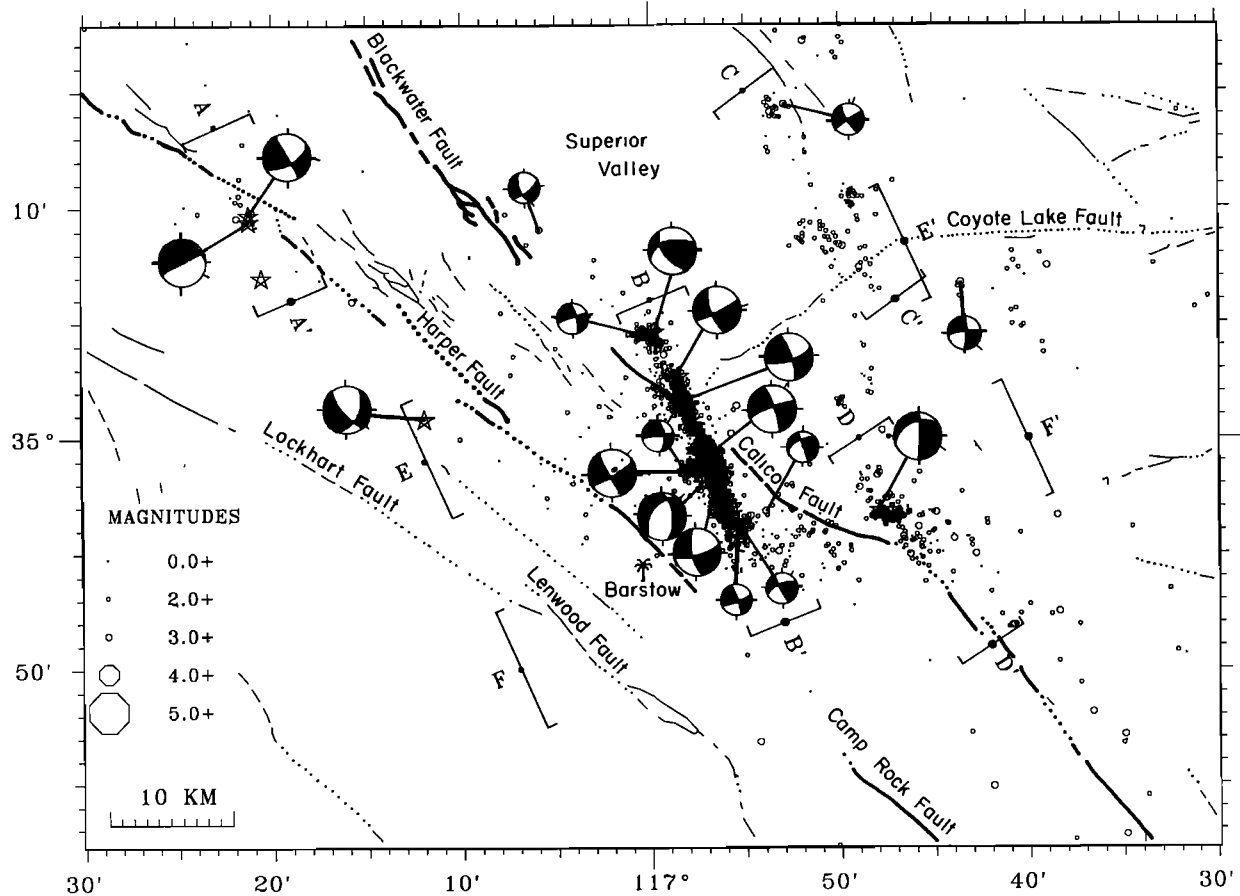 Blackwater Fault
C
A
Superior
Valley
10'
E'
Coyote Lake Fault
B
A'
C'
Harper Fault
D
F'
35°
Calico Fault
E
Lockhart Fault
MAGNITUDES
0.0+
2.0+
Barstow
3.0+
Lenwood Fault
B'
4.0+
50'
F
D'
5.0+
Camp Rock Fault
10 KM
30'
20'
10'
117°
50'
40'
30'